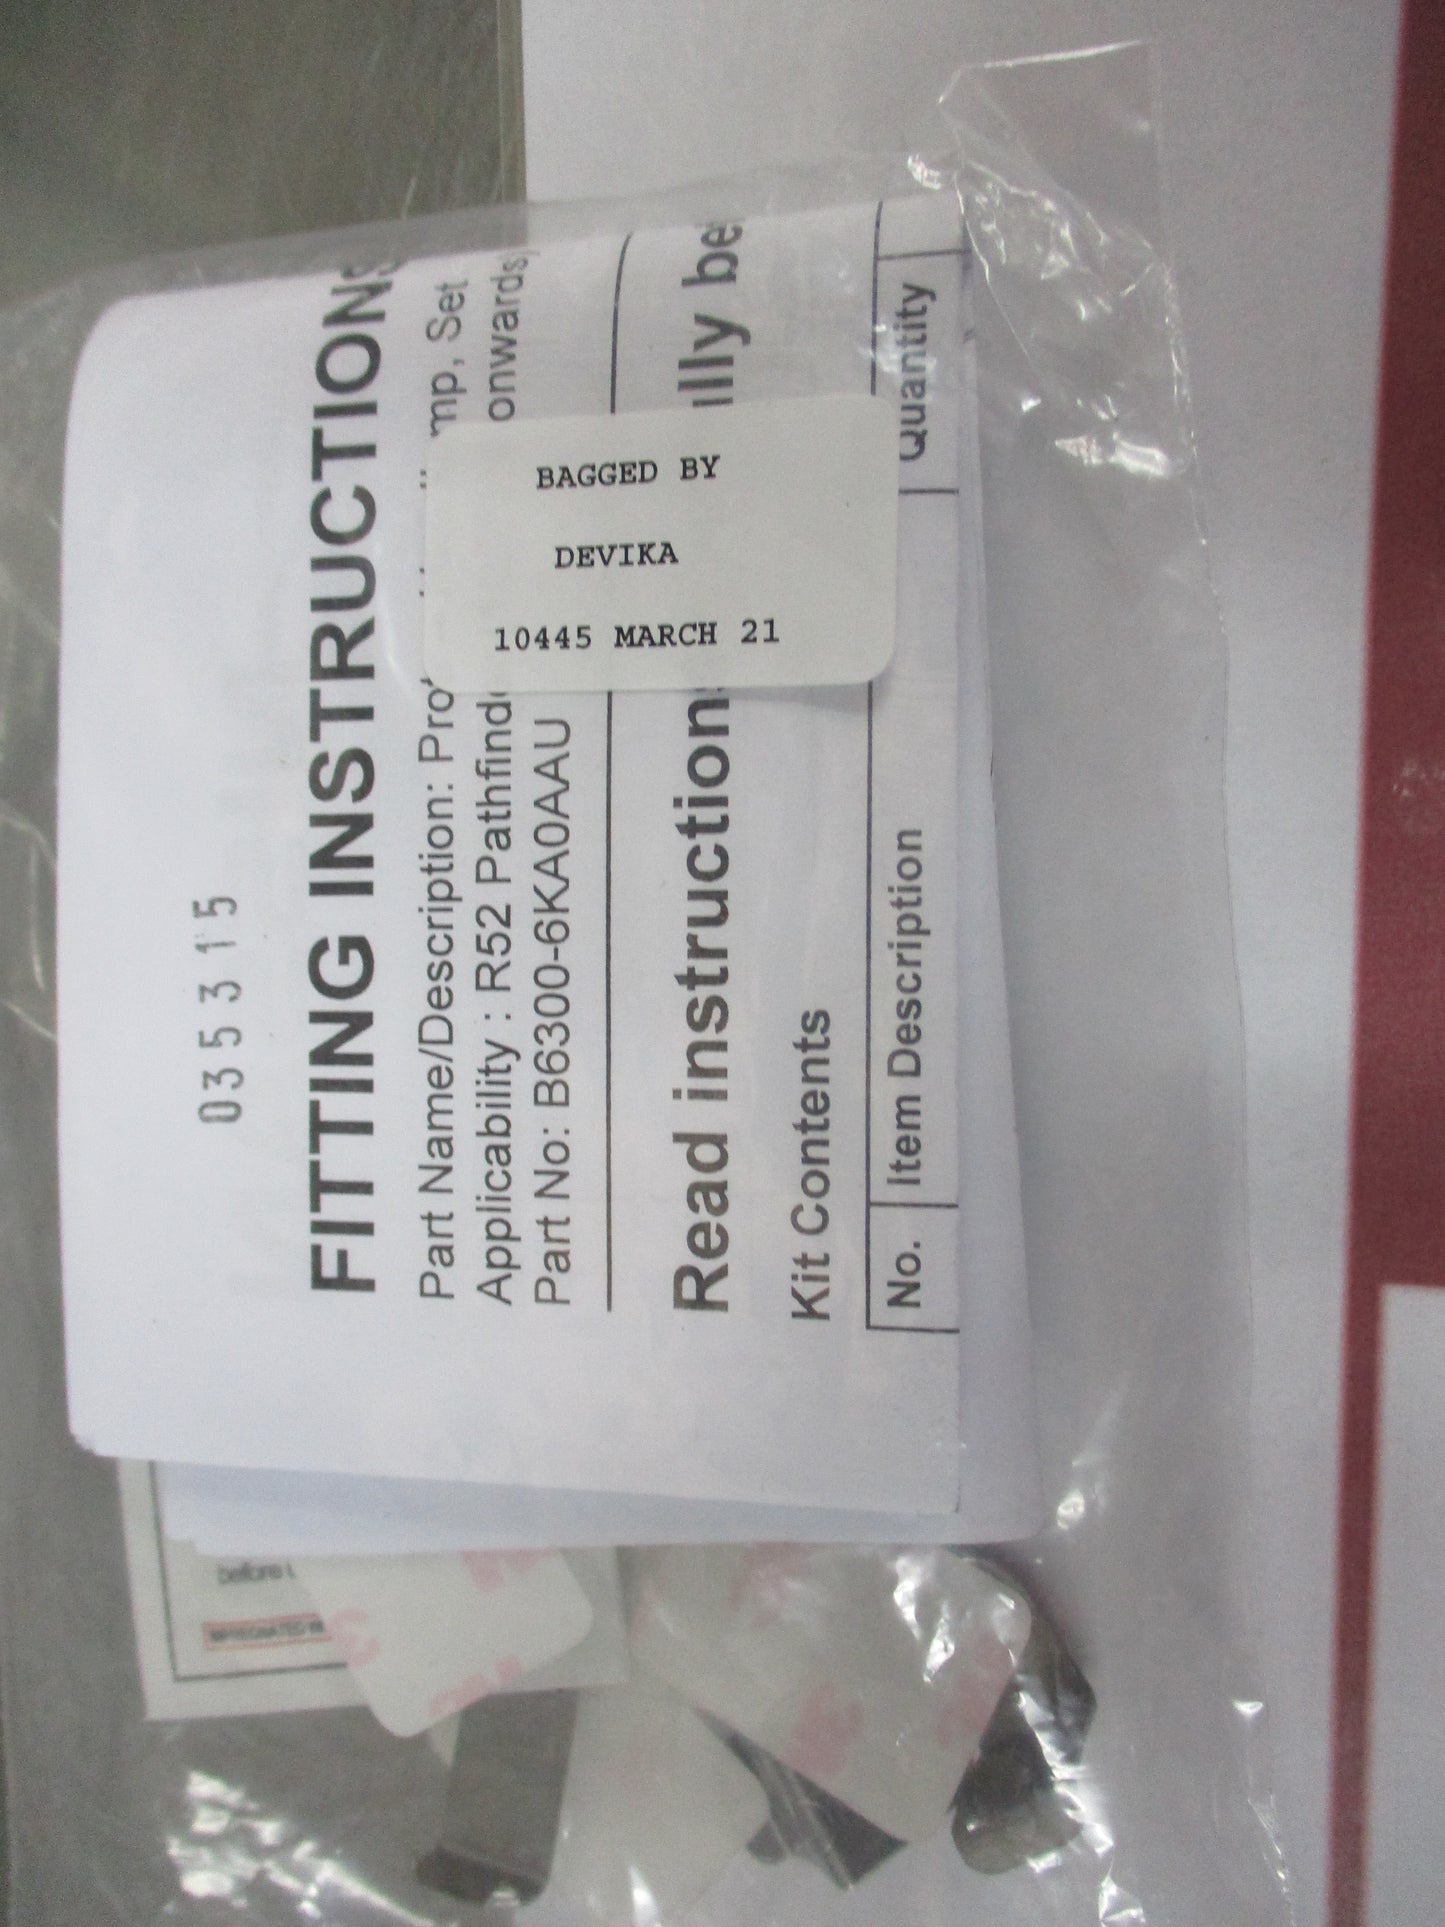 035315
FITTING INSTRUCTIONS
Part Name/Description: Pro mp, Set
Applicability : R52 Pathfind onwards)
Part No: B6300-6KA0AAU
Read instruction lly be
Kit Contents
No. Item Description Quantity
BAGGED BY
DEVIKA
10445 MARCH 21
before